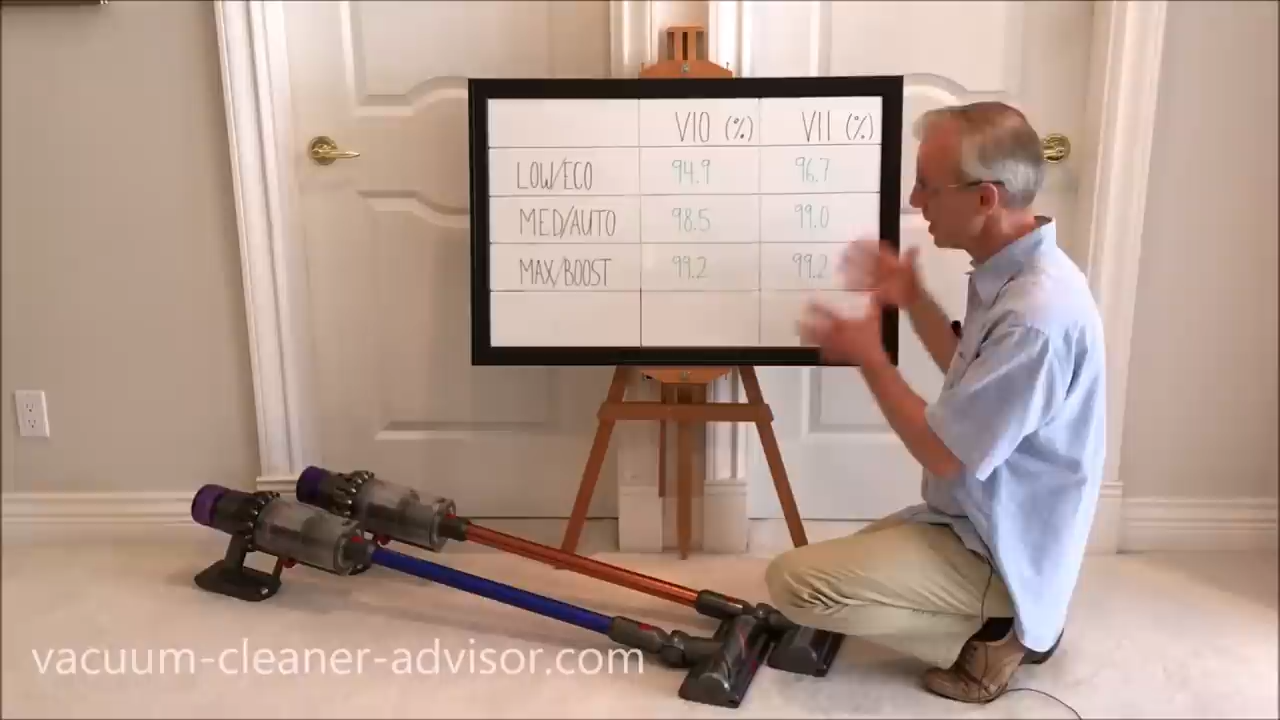 V10 (%) V11 (%)
LOW/ECO 94.9 96.7
MED/AUTO 98.5 99.0
MAX/BOOST 99.2 99.2
vacuum-cleaner-advisor.com